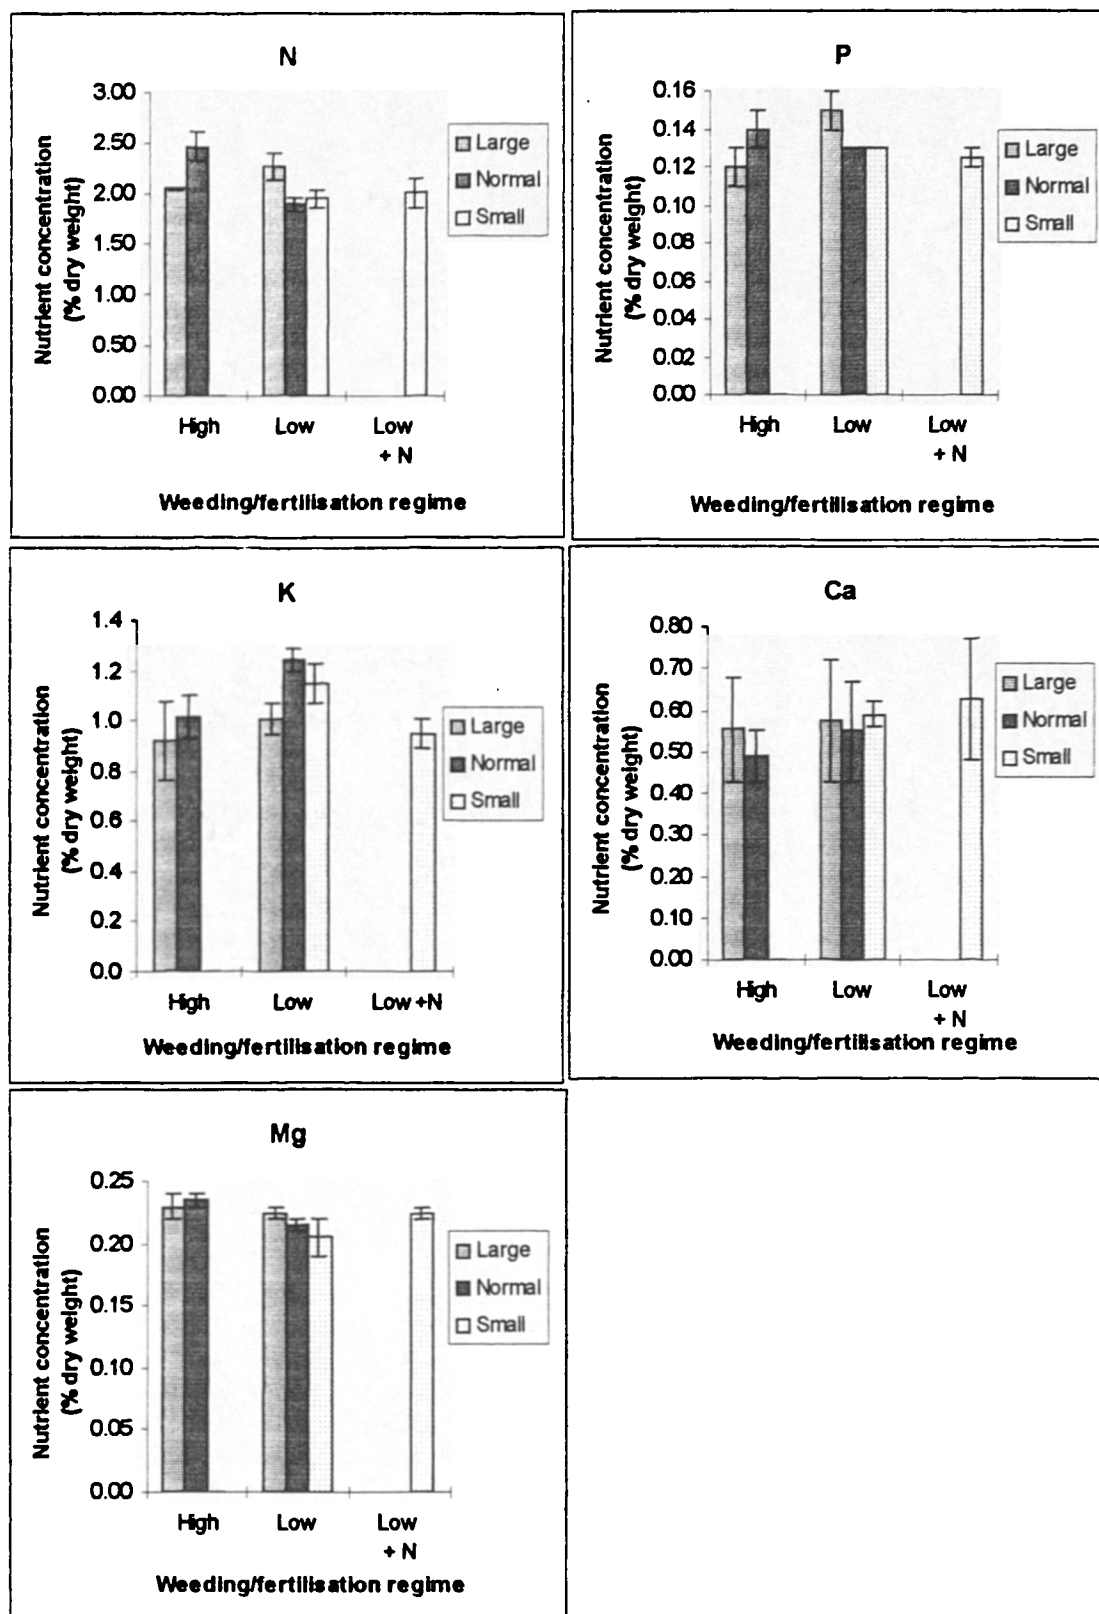 N
3.00
2.50
2.00
1.50
1.00
0.50
0.00
Nutrient concentration
(% dry weight)
High
Low
Low
+ N
Weeding/fertilisation regime
Large
Normal
Small
P
0.16
0.14
0.12
0.10
0.08
0.06
0.04
0.02
0.00
Nutrient concentration
(% dry weight)
High
Low
Low
+ N
Weeding/fertilisation regime
Large
Normal
Small
K
1.4
1.2
1.0
0.8
0.6
0.4
0.2
0.0
Nutrient concentration
(% dry weight)
High
Low
Low +N
Weeding/fertilisation regime
Large
Normal
Small
Ca
0.80
0.70
0.60
0.50
0.40
0.30
0.20
0.10
0.00
Nutrient concentration
(% dry weight)
High
Low
Low
+ N
Weeding/fertilisation regime
Large
Normal
Small
Mg
0.25
0.20
0.15
0.10
0.05
0.00
Nutrient concentration
(% dry weight)
High
Low
Low
+ N
Weeding/fertilisation regime
Large
Normal
Small